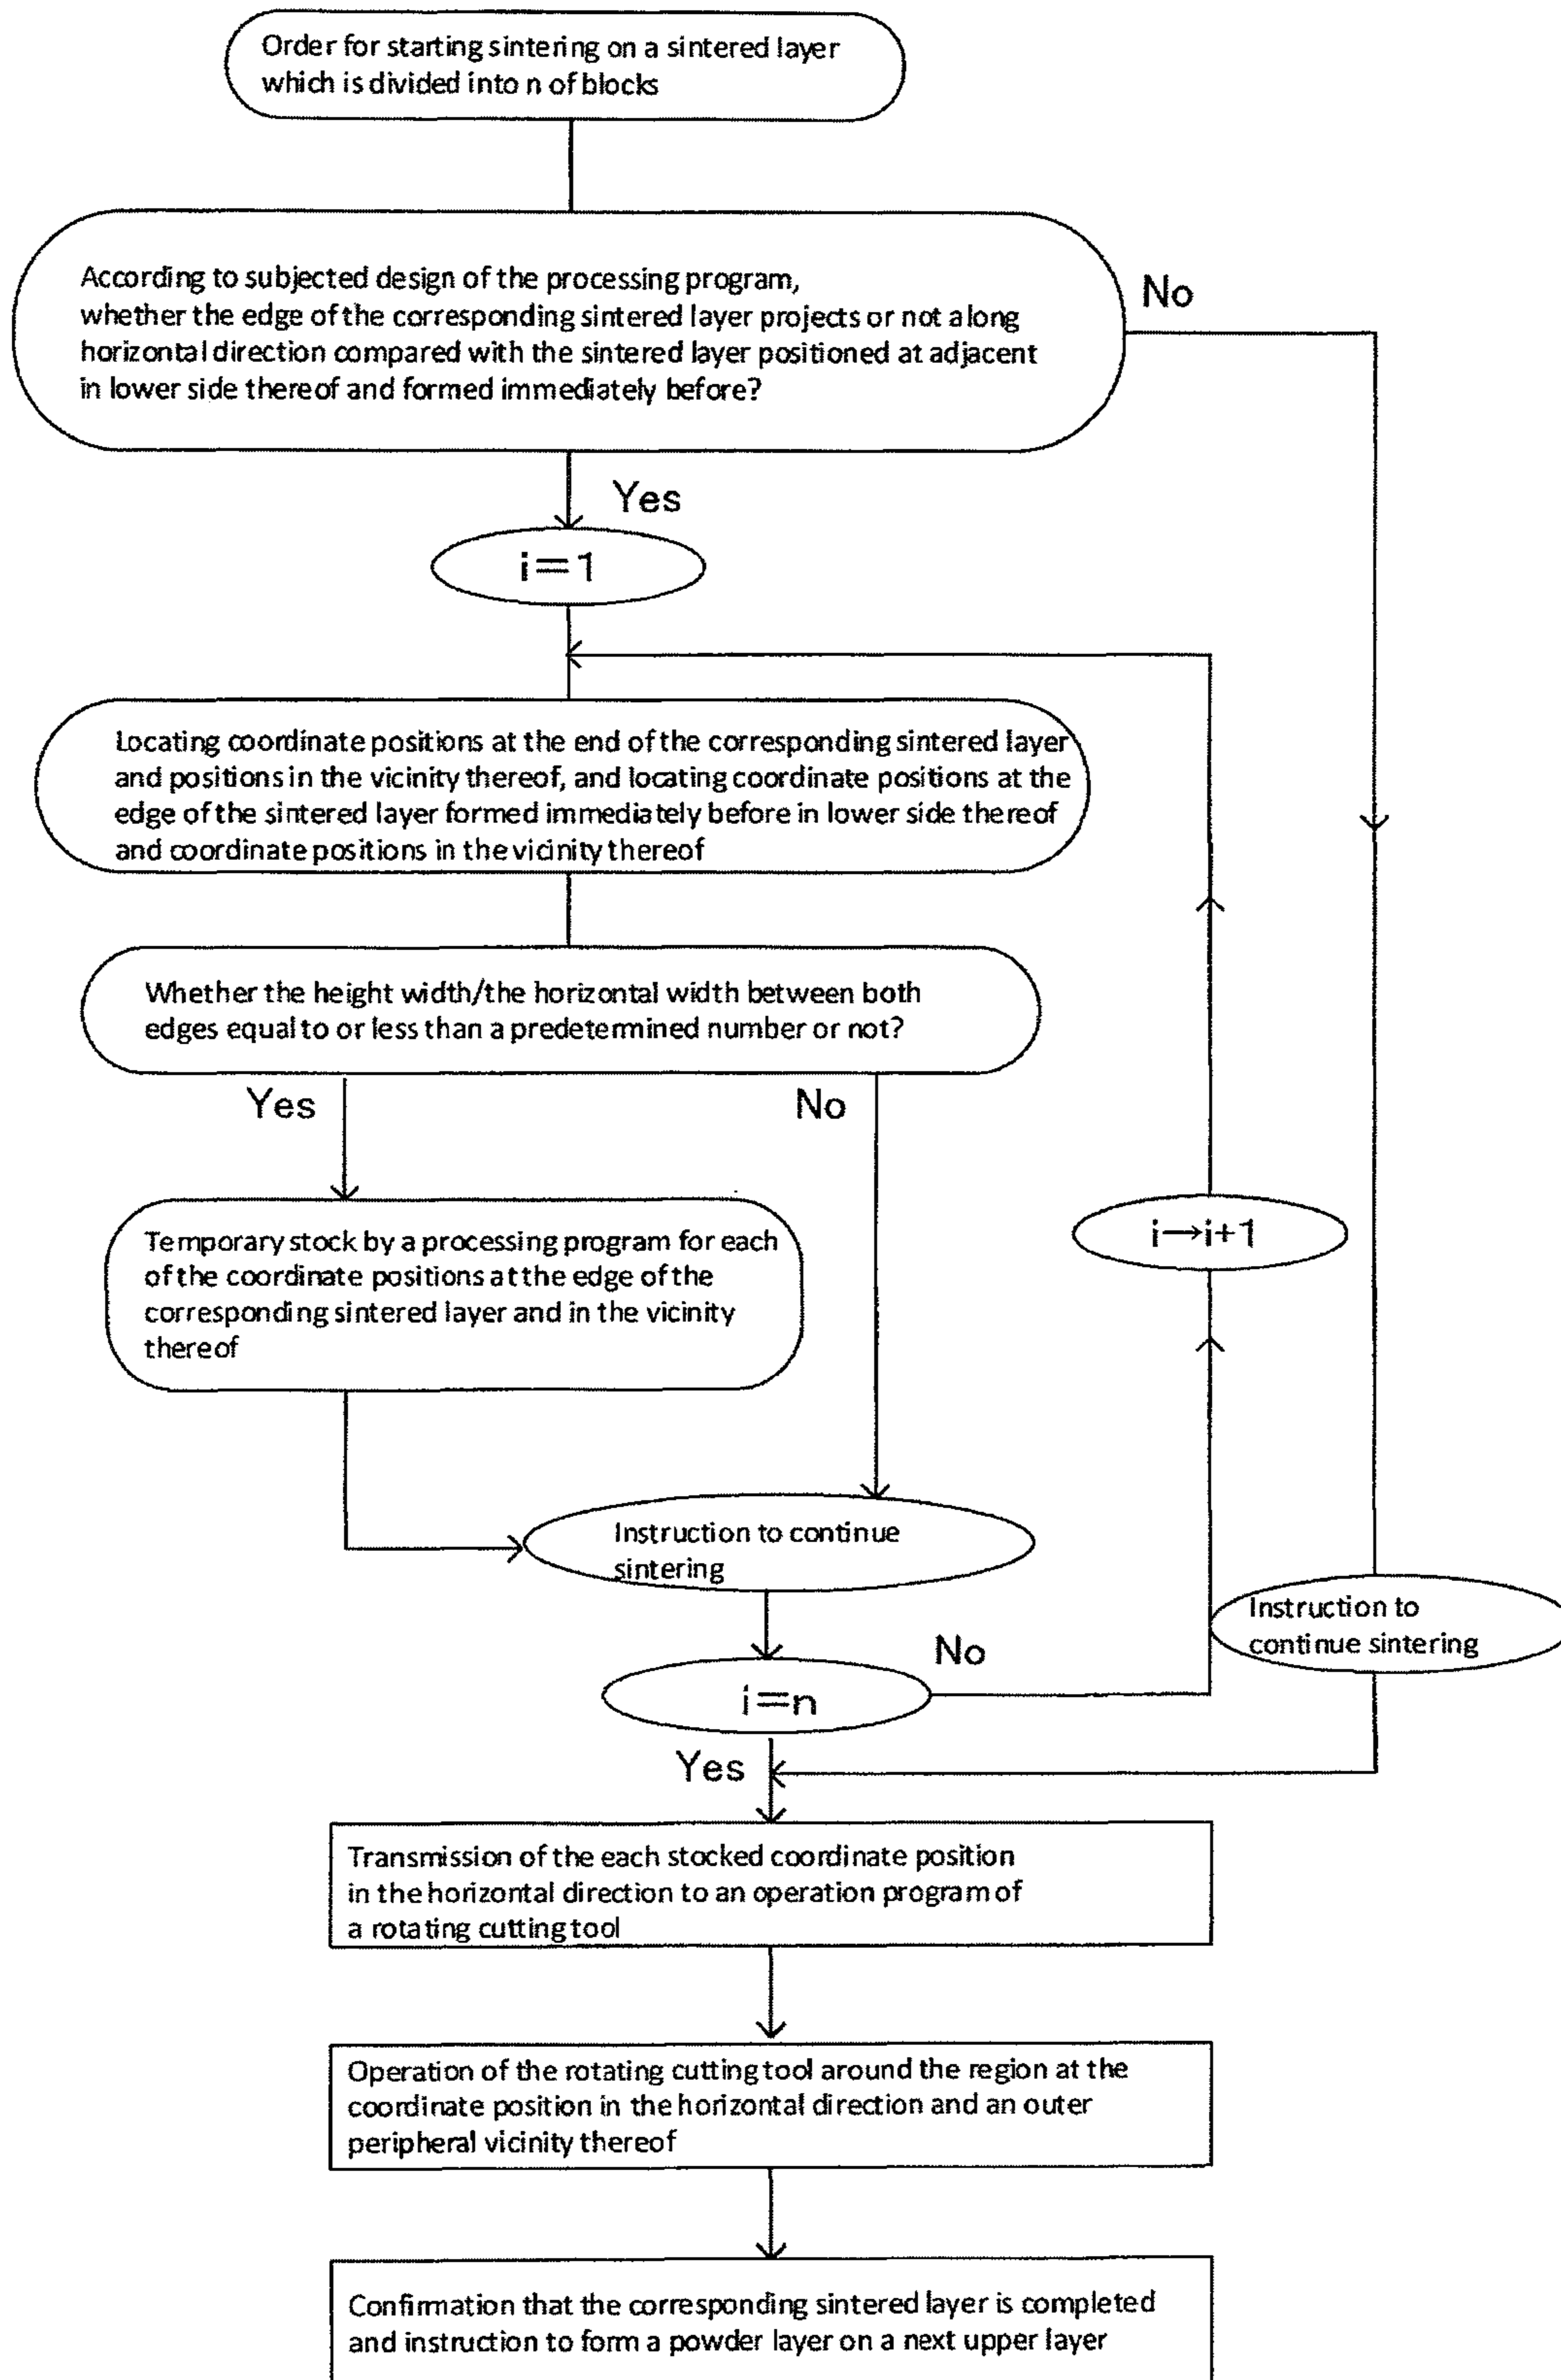 Order for starting sintering on a sintered layer
which is divided into n of blocks
According to subjected design of the processing program,
whether the edge of the corresponding sintered layer projects or not along
horizontal direction compared with the sintered layer positioned at adjacent
in lower side thereof and formed immediately before?
No
Yes
i=1
Locating coordinate positions at the end of the corresponding sintered layer
and positions in the vicinity thereof, and locating coordinate positions at the
edge of the sintered layer formed immediately before in lower side thereof
and coordinate positions in the vicinity thereof
Whether the height width/the horizontal width between both
edges equal to or less than a predetermined number or not?
Yes
No
Temporary stock by a processing program for each
of the coordinate positions at the edge of the
corresponding sintered layer and in the vicinity
thereof
i→i+1
Instruction to continue
sintering
Instruction to
continue sintering
No
i=n
Yes
Transmission of the each stocked coordinate position
in the horizontal direction to an operation program of
a rotating cutting tool
Operation of the rotating cutting tool around the region at the
coordinate position in the horizontal direction and an outer
peripheral vicinity thereof
Confirmation that the corresponding sintered layer is completed
and instruction to form a powder layer on a next upper layer